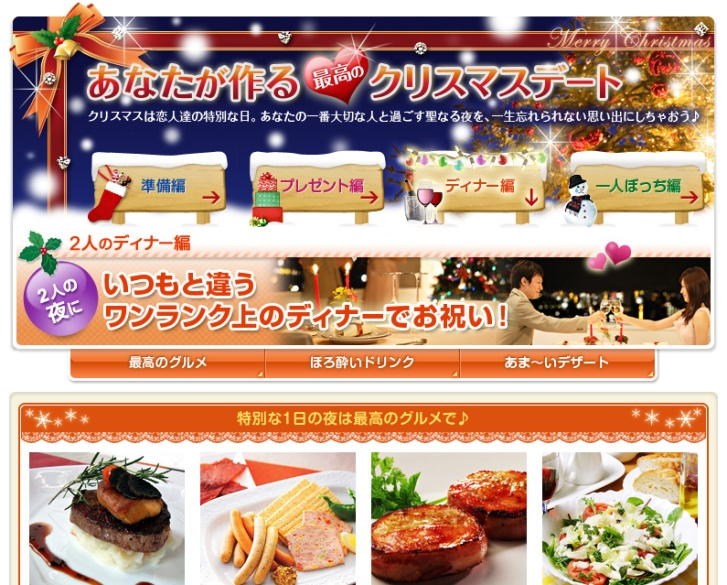 Merry Christmas
あなたが作る最高のクリスマスデート
クリスマスは恋人達の特別な日。あなたの一番大切な人と過ごす聖なる夜を、一生忘れられない思い出にしちゃおう♪
準備編
プレゼント編
ディナー編
一人ぼっち編
2人のディナー編
2人の
夜に
いつもと違う
ワンランク上のディナーでお祝い!
最高のグルメ
ほろ酔いドリンク
あま〜いデザート
特別な1日の夜は最高のグルメで♪